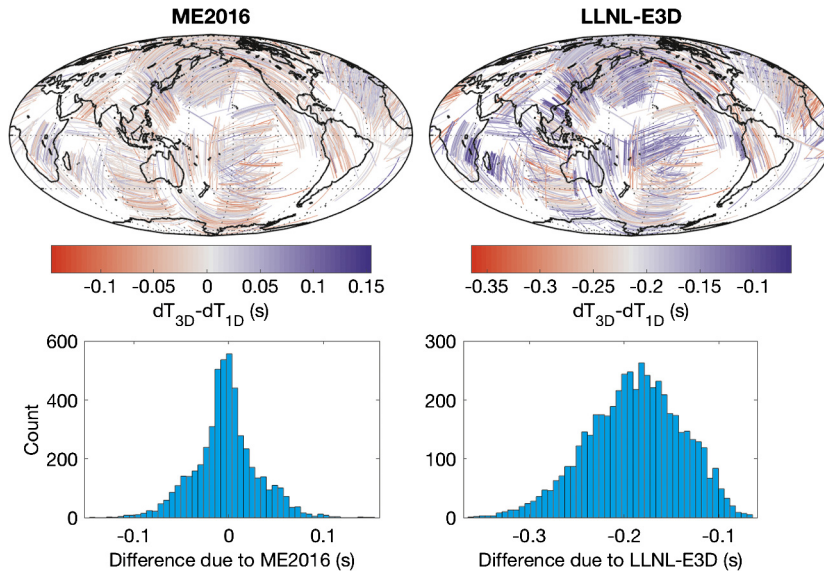 ME2016
LLNL-E3D
-0.1 -0.05 0 0.05 0.1 0.15
-0.35 -0.3 -0.25 -0.2 -0.15 -0.1
dT3D-dT1D (s)
dT3D-dT1D (s)
600
400
200
0
Count
-0.1 0 0.1
Difference due to ME2016 (s)
300
200
100
0
-0.3 -0.2 -0.1
Difference due to LLNL-E3D (s)